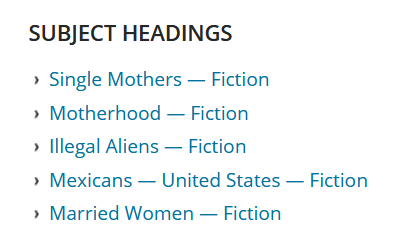 SUBJECT HEADINGS
› Single Mothers — Fiction
› Motherhood — Fiction
› Illegal Aliens — Fiction
› Mexicans — United States — Fiction
› Married Women — Fiction